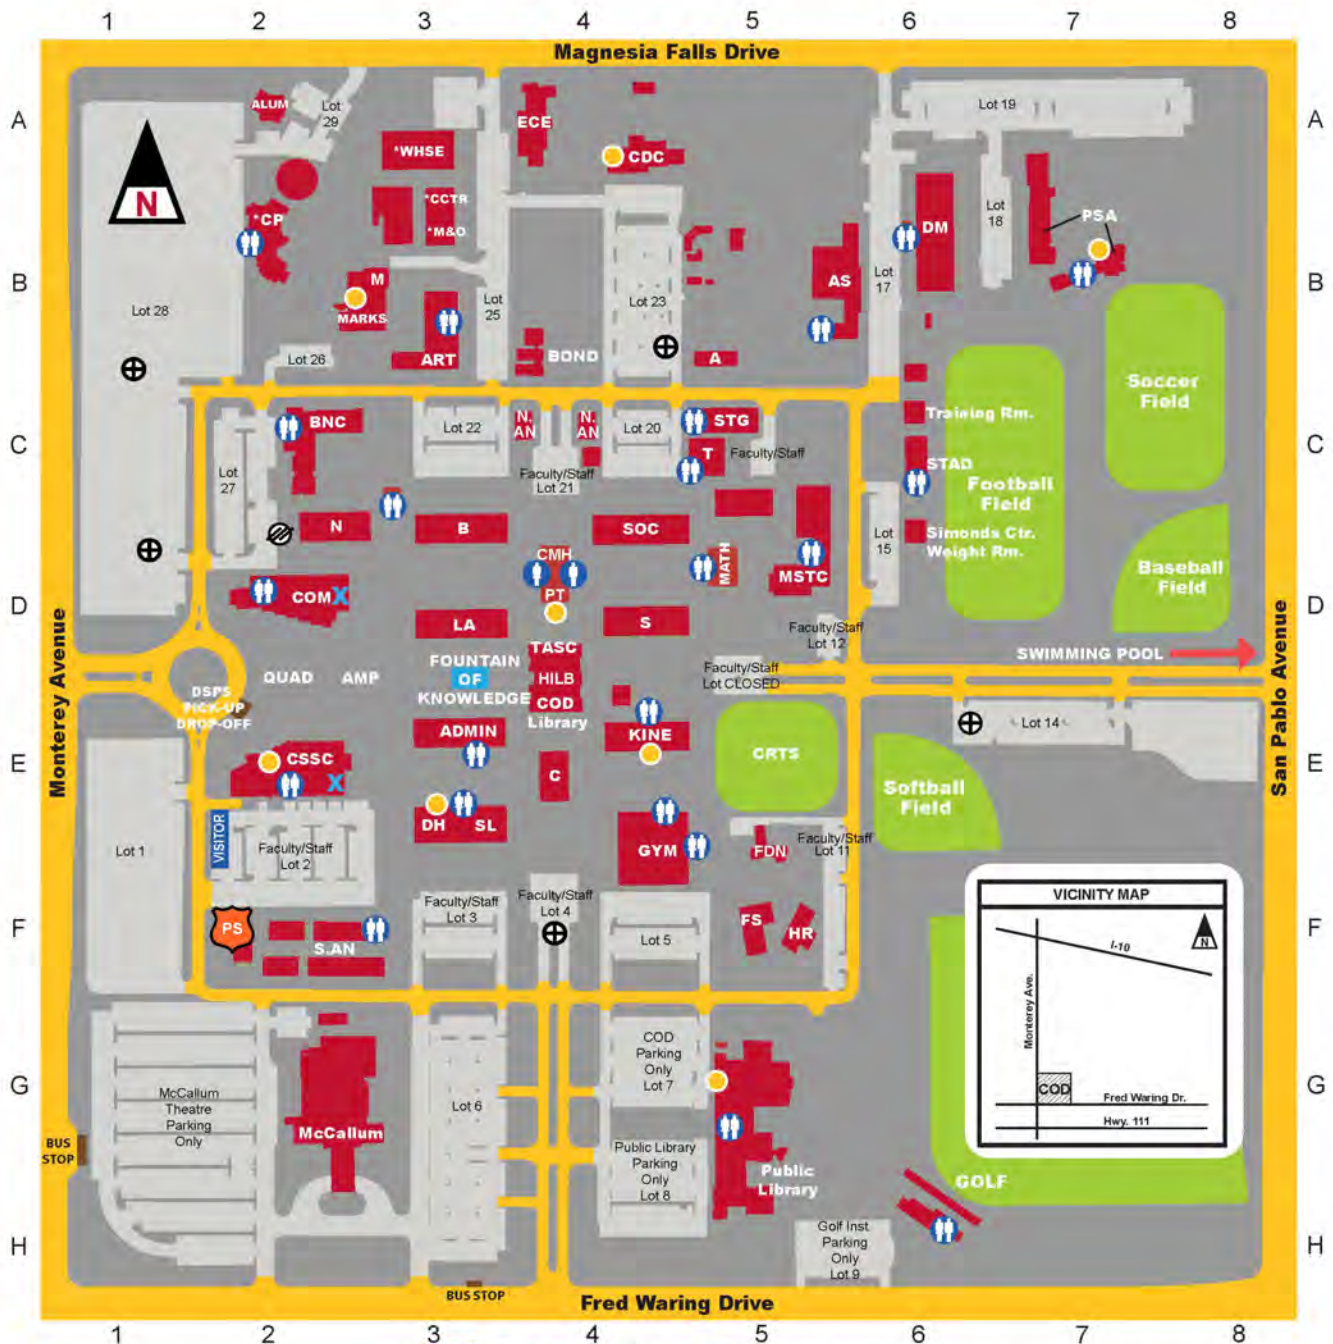 1 2 3 4 5 6 7 8
Magnesia Falls Drive
A
ALUM
Lot
29
ECE
Lot 19
A
*WHSE
CDC
N
*CCTR
*CP
*M&O
DM
Lot
18
PSA
B
M
MARKS
Lot 28
Lot
25
Lot 23
AS
Lot
17
B
Lot 26
ART
BOND
A
Soccer
Field
C
BNC
Lot 22
N.
AN
N.
AN
Lot 20
STG
T
Faculty/Staff
Training Rm.
C
Lot
27
Faculty/Staff
Lot 21
STAD
Football
Field
N
B
SOC
Lot
15
Simonds Ctr.
Weight Rm.
CMH
MATH
MSTC
Baseball
Field
D
COM
X
PT
D
LA
S
Faculty/Staff
Lot 12
Monterey Avenue
San Pablo Avenue
TASC
FOUNTAIN
OF
KNOWLEDGE
HILB
COD
Library
Faculty/Staff
Lot CLOSED
SWIMMING POOL
QUAD
AMP
DSPS
PICK-UP
DROP-OFF
Lot 14
E
CSSC
X
ADMIN
C
KINE
CRTS
Softball
Field
E
Lot 1
VISITOR
Faculty/Staff
Lot 2
DH
SL
GYM
FDN
Faculty/Staff
Lot 11
F
PS
S.AN
Faculty/Staff
Lot 3
Faculty/Staff
Lot 4
Lot 5
FS
HR
F
VICINITY MAP
I-10
N
Monterey Ave.
COD
Fred Waring Dr.
Hwy. 111
G
McCallum
Theatre
Parking
Only
McCallum
Lot 6
COD
Parking
Only
Lot 7
G
BUS
STOP
Public Library
Parking
Only
Lot 8
Public
Library
GOLF
H
Golf Inst
Parking
Only
Lot 9
H
BUS STOP
Fred Waring Drive
1 2 3 4 5 6 7 8